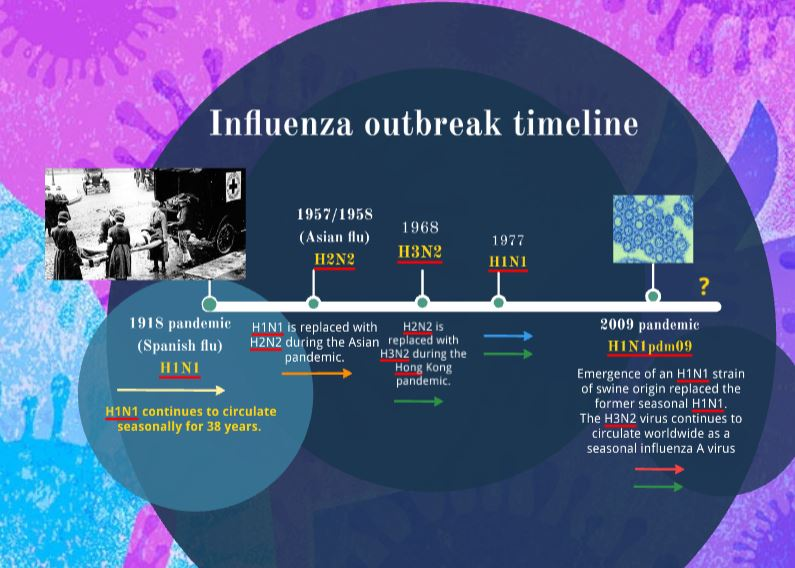 Influenza outbreak timeline
1918 pandemic
(Spanish flu)
H1N1
H1N1 continues to circulate
seasonally for 38 years.
1957/1958
(Asian flu)
H2N2
H1N1 is replaced with
H2N2 during the Asian
pandemic.
1968
H3N2
H2N2 is
replaced with
H3N2 during the
Hong Kong
pandemic.
1977
H1N1
?
2009 pandemic
H1N1pdm09
Emergence of an H1N1 strain
of swine origin replaced the
former seasonal H1N1.
The H3N2 virus continues to
circulate worldwide as a
seasonal influenza A virus